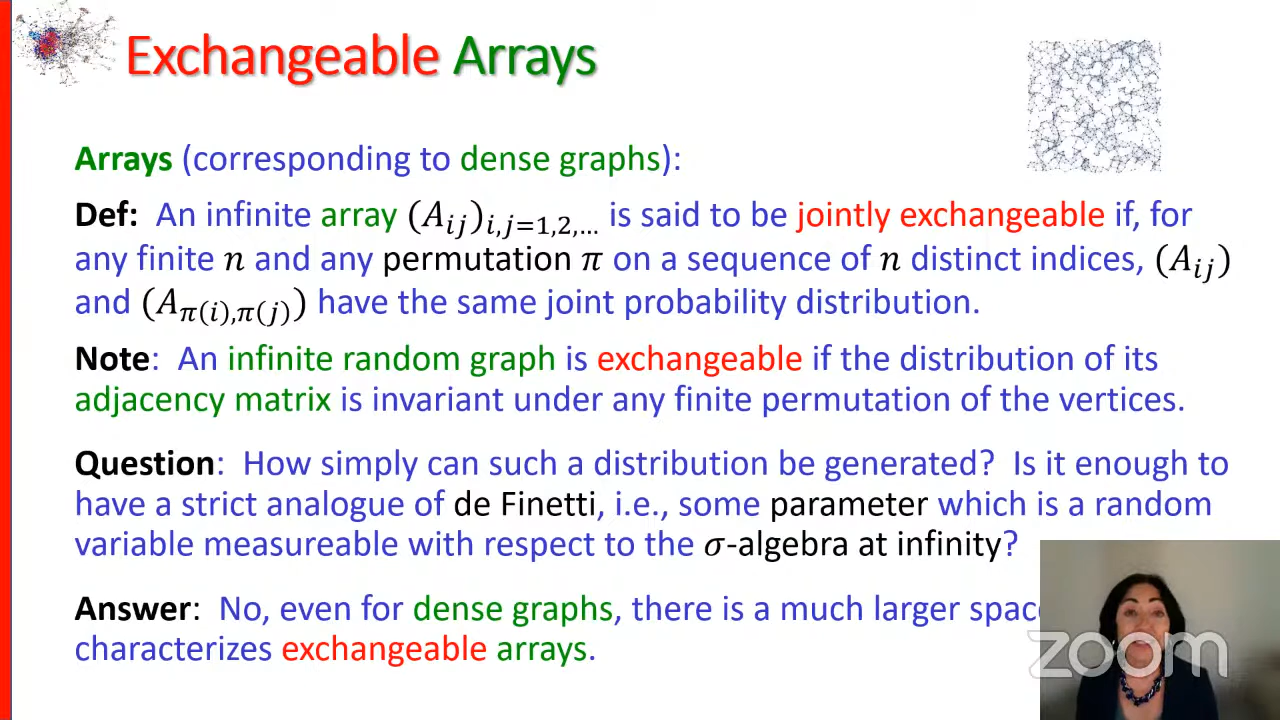 Exchangeable Arrays
Arrays (corresponding to dense graphs):
Def: An infinite array (A_{ij})_{i,j=1,2,…} is said to be jointly exchangeable if, for
any finite n and any permutation π on a sequence of n distinct indices, (A_{ij})
and (A_{π(i),π(j)}) have the same joint probability distribution.
Note: An infinite random graph is exchangeable if the distribution of its
adjacency matrix is invariant under any finite permutation of the vertices.
Question: How simply can such a distribution be generated? Is it enough to
have a strict analogue of de Finetti, i.e., some parameter which is a random
variable measureable with respect to the σ-algebra at infinity?
Answer: No, even for dense graphs, there is a much larger space
characterizes exchangeable arrays.
zoom